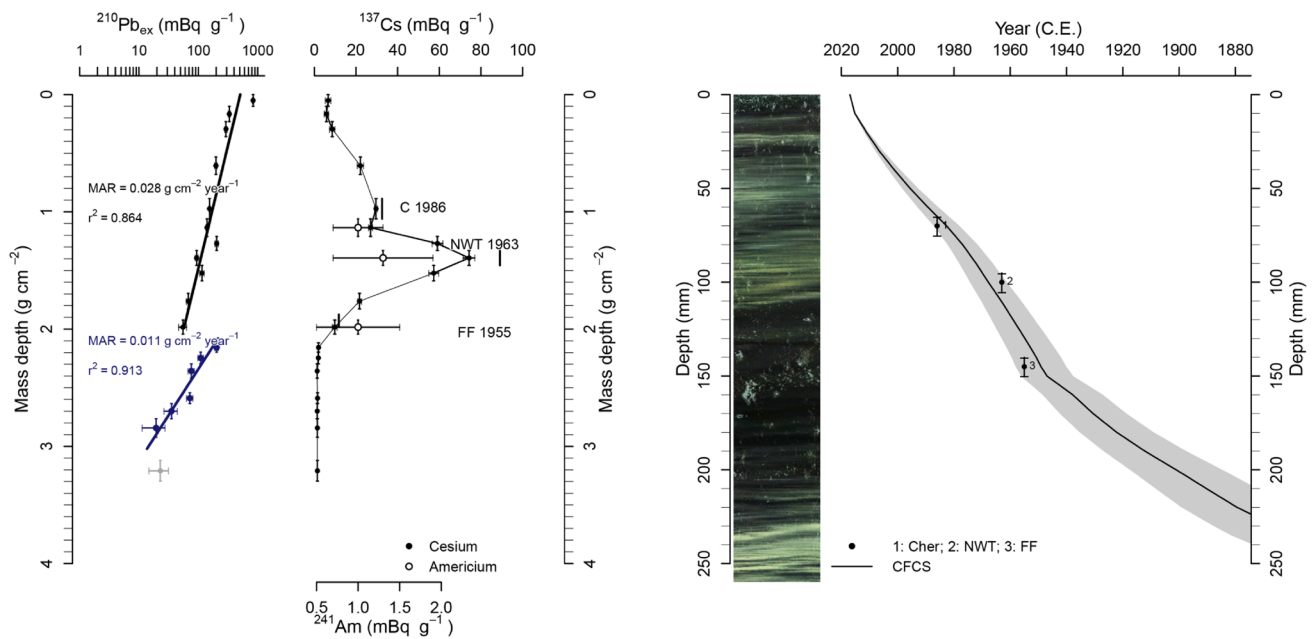 ²¹⁰Pbₑₓ (mBq g⁻¹)
1 10 100 1000
¹³⁷Cs (mBq g⁻¹)
0 20 40 60 80 100
Mass depth (g cm⁻²)
0
1
2
3
4
MAR = 0.028 g cm⁻² year⁻¹
r² = 0.864
MAR = 0.011 g cm⁻² year⁻¹
r² = 0.913
C 1986
NWT 1963
FF 1955
Cesium
Americium
0.5 1.0 1.5 2.0
²⁴¹Am (mBq g⁻¹)
0
1
2
3
4
Mass depth (g cm⁻²)
Year (C.E.)
2020 2000 1980 1960 1940 1920 1900 1880
Depth (mm)
0
50
100
150
200
250
1
2
3
1: Cher; 2: NWT; 3: FF
CFCS
0
50
100
150
200
250
Depth (mm)